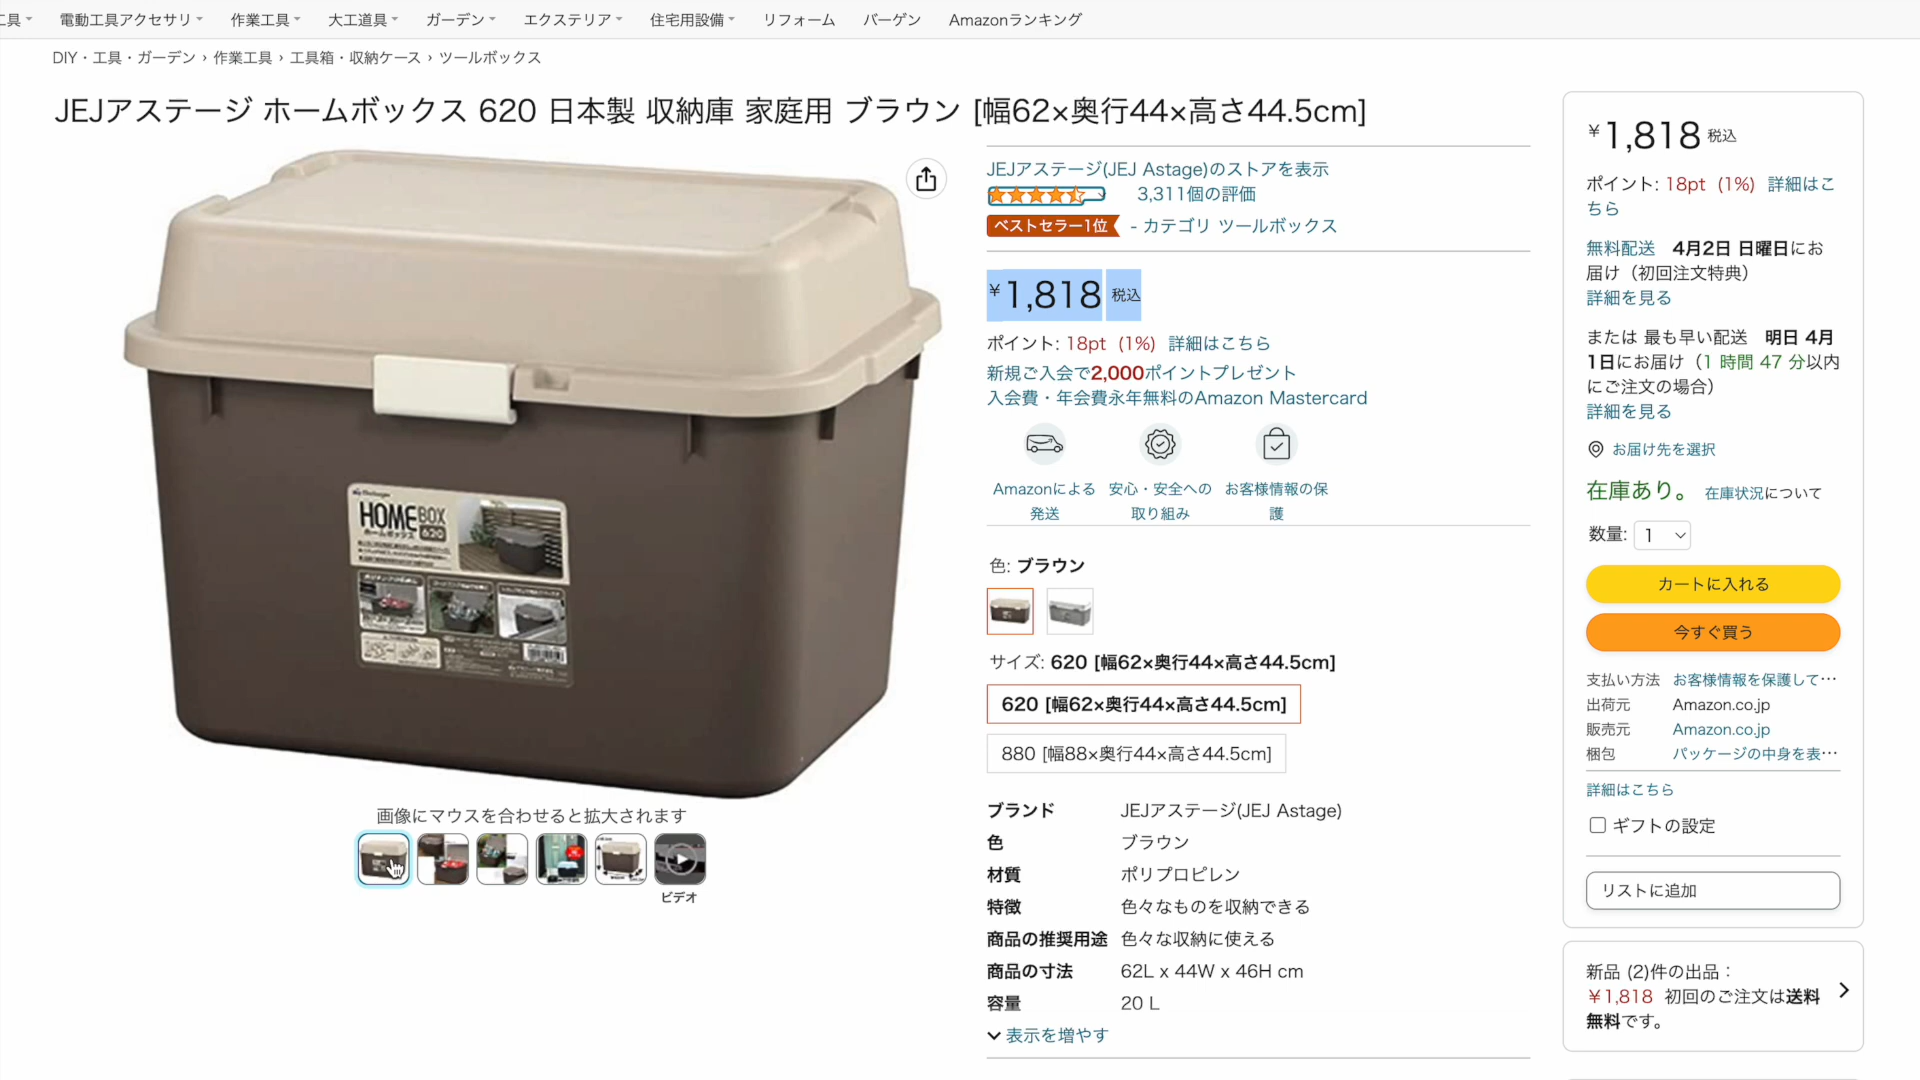 工具
電動工具アクセサリ
作業工具
大工道具
ガーデン
エクステリア
住宅用設備
リフォーム
バーゲン
Amazonランキング
DIY・工具・ガーデン › 作業工具 › 工具箱・収納ケース › ツールボックス
JEJアステージ ホームボックス 620 日本製 収納庫 家庭用 ブラウン [幅62×奥行44×高さ44.5cm]
HOME BOX
ホームボックス 620
画像にマウスを合わせると拡大されます
ビデオ
JEJアステージ(JEJ Astage)のストアを表示
3,311個の評価
ベストセラー1位 - カテゴリ ツールボックス
¥1,818 税込
ポイント: 18pt (1%) 詳細はこちら
新規ご入会で2,000ポイントプレゼント
入会費・年会費永年無料のAmazon Mastercard
Amazonによる
発送
安心・安全への
取り組み
お客様情報の保
護
色: ブラウン
サイズ: 620 [幅62×奥行44×高さ44.5cm]
620 [幅62×奥行44×高さ44.5cm]
880 [幅88×奥行44×高さ44.5cm]
ブランド JEJアステージ(JEJ Astage)
色 ブラウン
材質 ポリプロピレン
特徴 色々なものを収納できる
商品の推奨用途 色々な収納に使える
商品の寸法 62L x 44W x 46H cm
容量 20 L
表示を増やす
¥1,818 税込
ポイント: 18pt (1%) 詳細はこ
ちら
無料配送 4月2日 日曜日にお
届け（初回注文特典）
詳細を見る
または 最も早い配送 明日 4月
1日にお届け（1 時間 47 分以内
にご注文の場合）
詳細を見る
お届け先を選択
在庫あり。 在庫状況について
数量: 1
カートに入れる
今すぐ買う
支払い方法 お客様情報を保護して…
出荷元 Amazon.co.jp
販売元 Amazon.co.jp
梱包 パッケージの中身を表…
詳細はこちら
ギフトの設定
リストに追加
新品 (2)件の出品：
￥1,818 初回のご注文は送料
無料です。